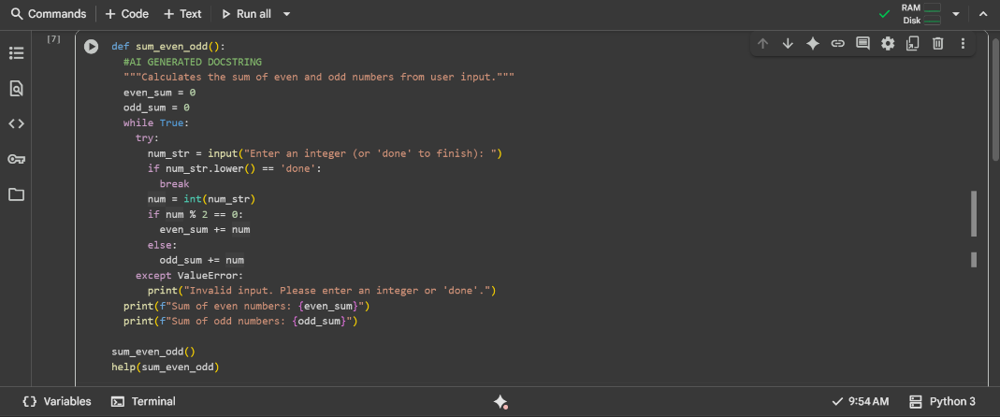 Commands + Code + Text Run all RAM Disk
[7]
def sum_even_odd():
  #AI GENERATED DOCSTRING
  """Calculates the sum of even and odd numbers from user input."""
  even_sum = 0
  odd_sum = 0
  while True:
    try:
      num_str = input("Enter an integer (or 'done' to finish): ")
      if num_str.lower() == 'done':
        break
      num = int(num_str)
      if num % 2 == 0:
        even_sum += num
      else:
        odd_sum += num
    except ValueError:
      print("Invalid input. Please enter an integer or 'done'.")
  print(f"Sum of even numbers: {even_sum}")
  print(f"Sum of odd numbers: {odd_sum}")

sum_even_odd()
help(sum_even_odd)
{} Variables Terminal 9:54 AM Python 3